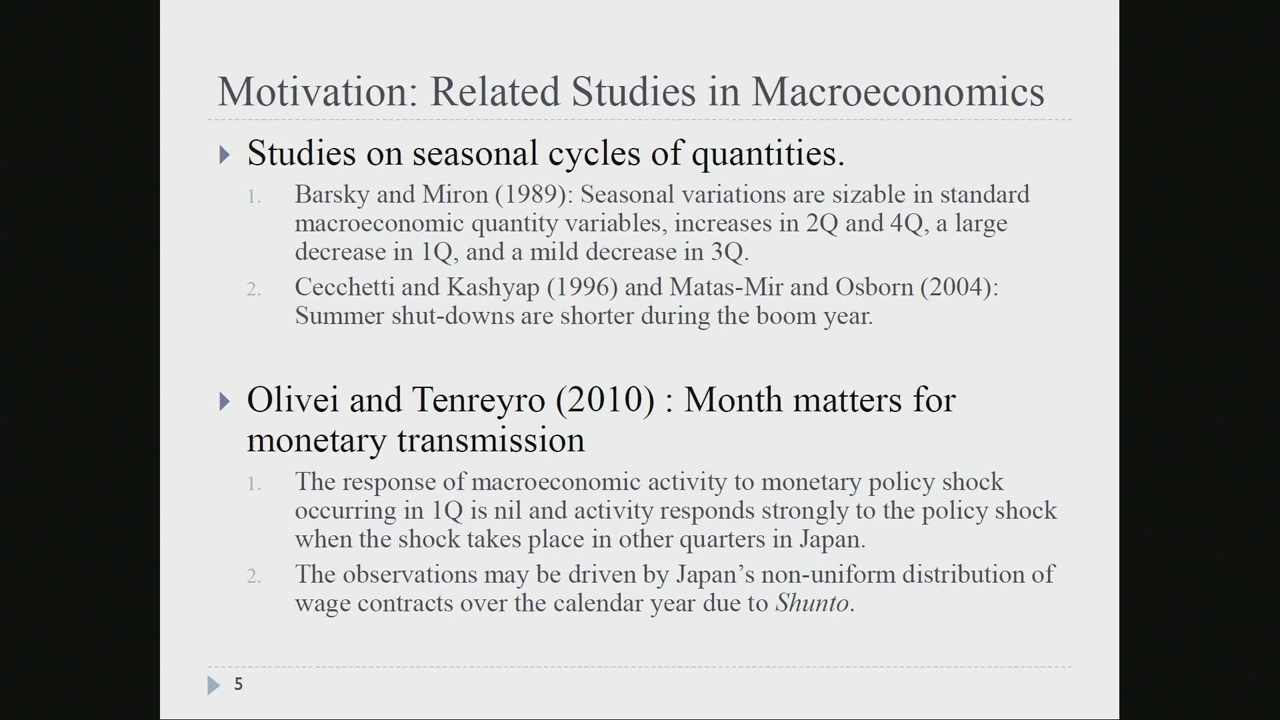 Motivation: Related Studies in Macroeconomics
Studies on seasonal cycles of quantities.
1. Barsky and Miron (1989): Seasonal variations are sizable in standard
macroeconomic quantity variables, increases in 2Q and 4Q, a large
decrease in 1Q, and a mild decrease in 3Q.
2. Cecchetti and Kashyap (1996) and Matas-Mir and Osborn (2004):
Summer shut-downs are shorter during the boom year.
Olivei and Tenreyro (2010) : Month matters for
monetary transmission
1. The response of macroeconomic activity to monetary policy shock
occurring in 1Q is nil and activity responds strongly to the policy shock
when the shock takes place in other quarters in Japan.
2. The observations may be driven by Japan’s non-uniform distribution of
wage contracts over the calendar year due to Shunto.
5